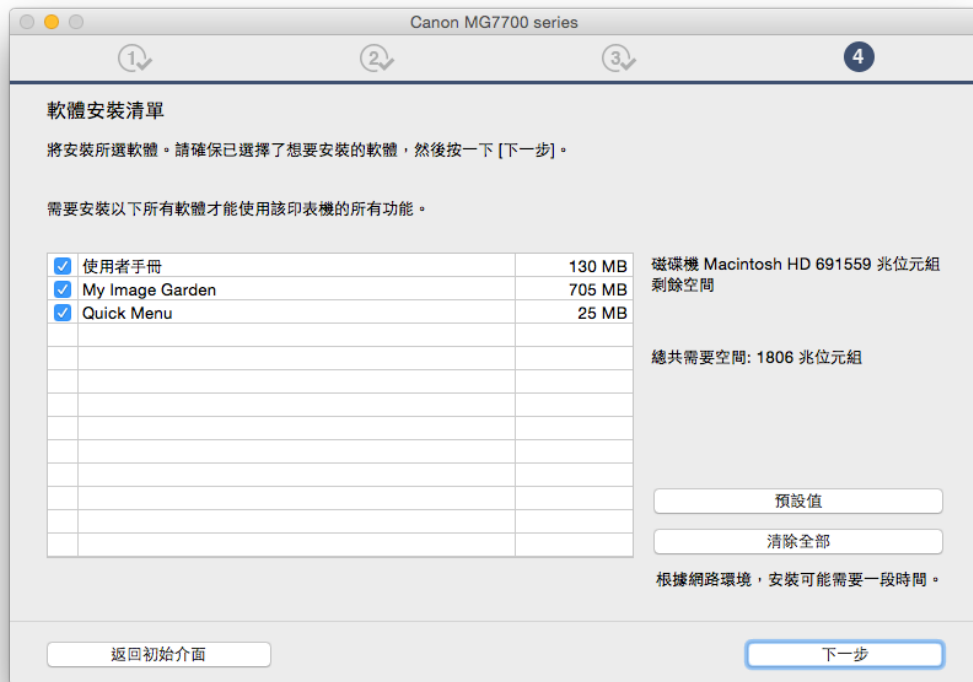 Canon MG7700 series
1
2
3
4
軟體安裝清單
將安裝所選軟體。請確保已選擇了想要安裝的軟體，然後按一下 [下一步]。
需要安裝以下所有軟體才能使用該印表機的所有功能。
使用者手冊 130 MB
My Image Garden 705 MB
Quick Menu 25 MB
磁碟機 Macintosh HD 691559 兆位元組
剩餘空間
總共需要空間: 1806 兆位元組
預設值
清除全部
根據網路環境，安裝可能需要一段時間。
返回初始介面
下一步